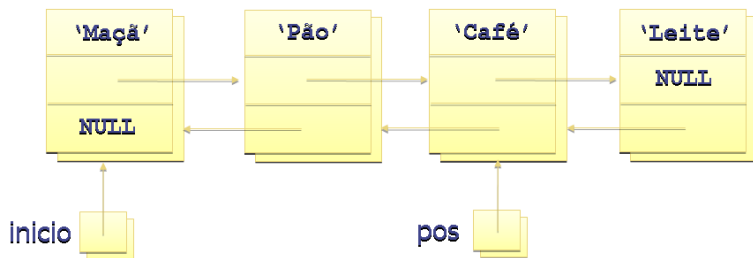 ‘Maçã’ ‘Pão’ ‘Café’ ‘Leite’
NULL
NULL
inicio pos